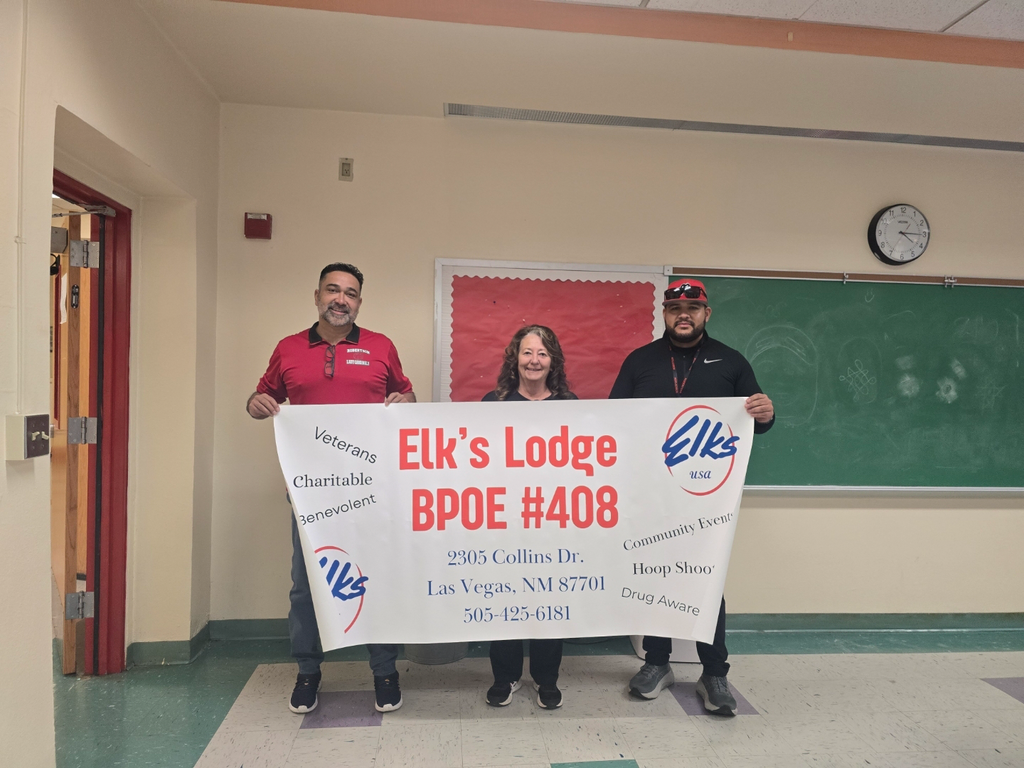 Veterans
Charitable
Benevolent
Elk's Lodge
BPOE #408
2305 Collins Dr.
Las Vegas, NM 87701
505-425-6181
Elks
usa
Community Event
Hoop Shoo
Drug Aware
lks